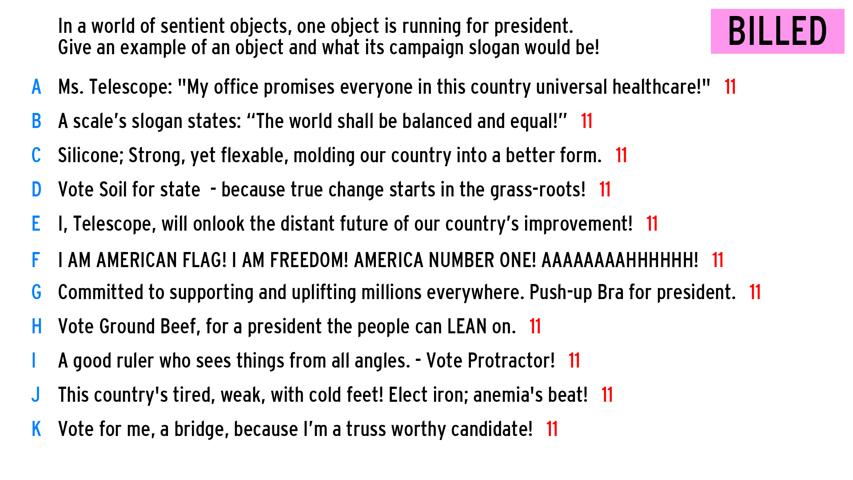 In a world of sentient objects, one object is running for president.
Give an example of an object and what its campaign slogan would be!
BILLED
A Ms. Telescope: "My office promises everyone in this country universal healthcare!" 11
B A scale's slogan states: “The world shall be balanced and equal!” 11
C Silicone; Strong, yet flexable, molding our country into a better form. 11
D Vote Soil for state - because true change starts in the grass-roots! 11
E I, Telescope, will onlook the distant future of our country's improvement! 11
F I AM AMERICAN FLAG! I AM FREEDOM! AMERICA NUMBER ONE! AAAAAAAAHHHHHH! 11
G Committed to supporting and uplifting millions everywhere. Push-up Bra for president. 11
H Vote Ground Beef, for a president the people can LEAN on. 11
I A good ruler who sees things from all angles. - Vote Protractor! 11
J This country's tired, weak, with cold feet! Elect iron; anemia's beat! 11
K Vote for me, a bridge, because I'm a truss worthy candidate! 11